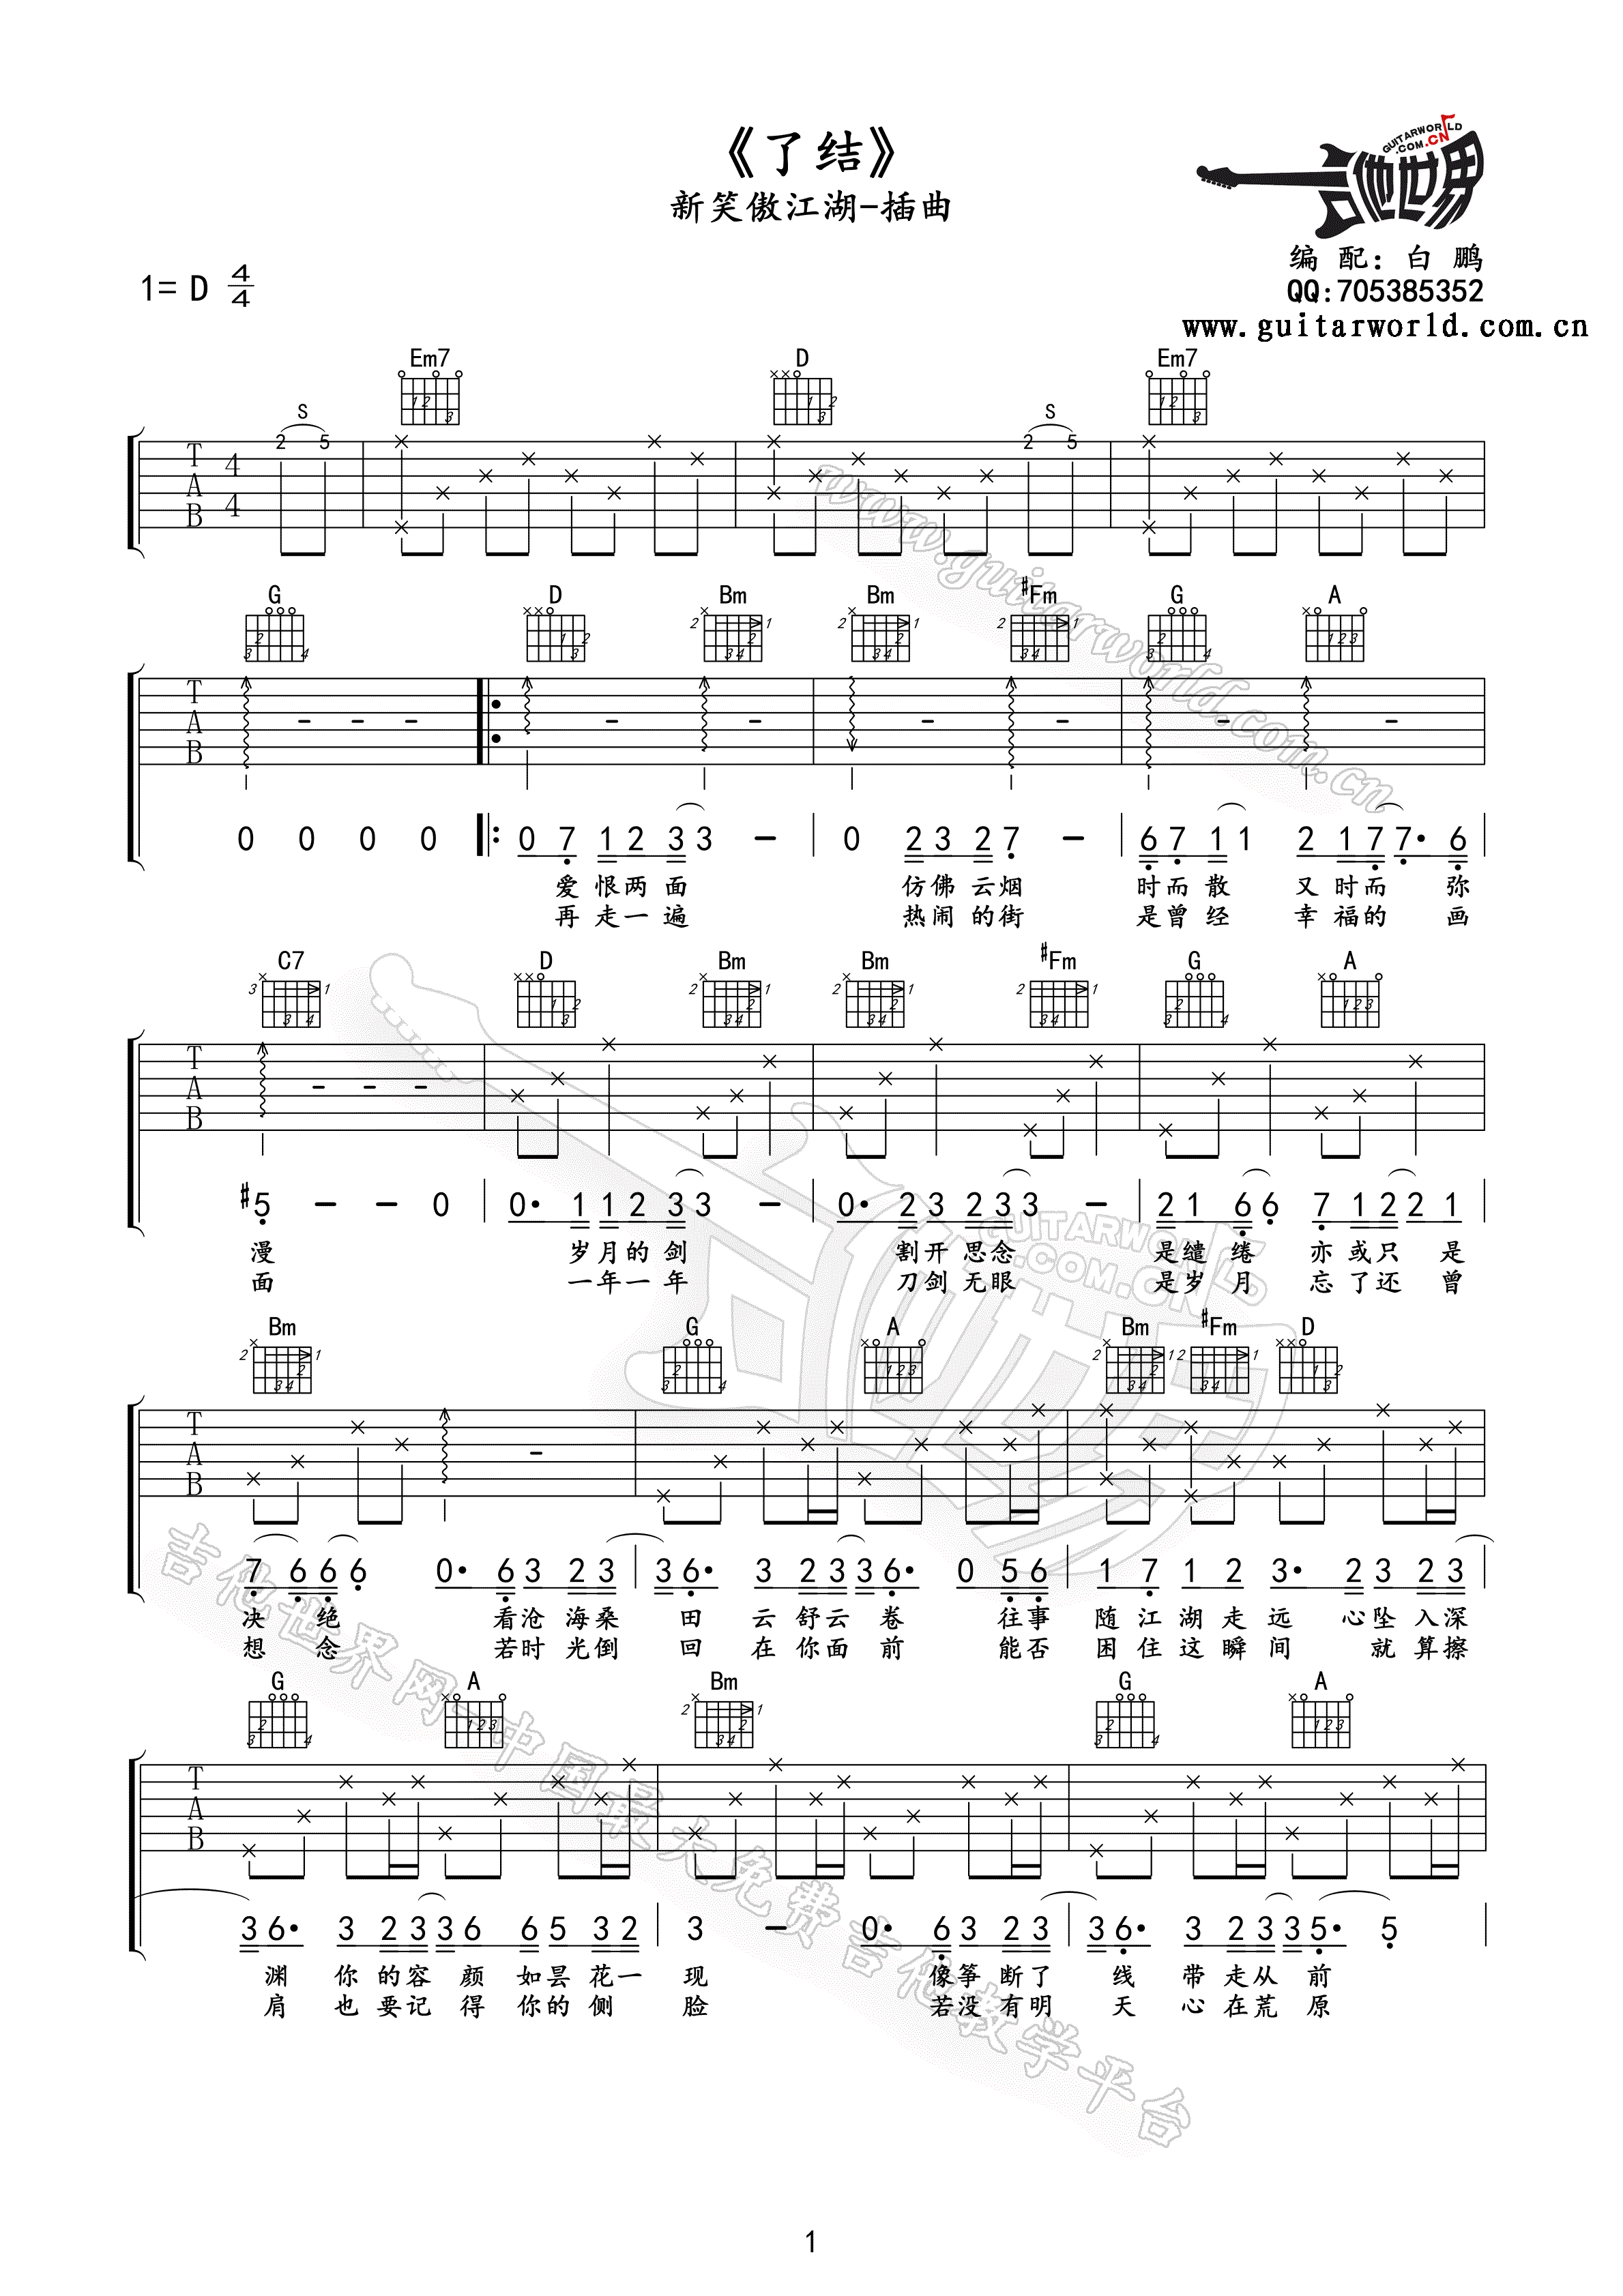 《了结》
新笑傲江湖-插曲
GUITARWORLD
.COM.CN
吉他世界
编 配: 白 鹏
QQ:705385352
www.guitarworld.com.cn
1= D 4/4
Em7 D Em7
S S
2 5 2 5
T A B 4 4
G D Bm Bm #Fm G A
T A B
0 0 0 0 0 7 1 2 3 3 - 0 2 3 2 7 - 6 7 1 1 2 1 7 7· 6
爱 恨 两 面 仿 佛 云 烟 时 而 散 又 时 而 弥
再 走 一 遍 热 闹 的 街 是 曾 经 幸 福 的 画
C7 D Bm Bm #Fm G A
T A B
#5 - - 0 0· 1 1 2 3 3 - 0· 2 3 2 3 3 - 2 1 6 6 7 1 2 2 1
漫 岁 月 的 剑 割 开 思 念 是 缱 绻 亦 或 只 是
面 一 年 一 年 刀 剑 无 眼 是 岁 月 忘 了 还 曾
Bm G A Bm #Fm D
T A B
7 6 6 6 0· 6 3 2 3 3 6· 3 2 3 3 6· 0 5 6 1 7 1 2 3· 2 3 2 3
决 绝 看 沧 海 桑 田 云 舒 云 卷 往 事 随 江 湖 走 远 心 坠 入 深
想 念 若 时 光 倒 回 在 你 面 前 能 否 困 住 这 瞬 间 就 算 擦
G A Bm G A
T A B
3 6· 3 2 3 3 6 6 5 3 2 3 - 0· 6 3 2 3 3 6· 3 2 3 3 5· 5
渊 你 的 容 颜 如 昙 花 一 现 像 筝 断 了 线 带 走 从 前
肩 也 要 记 得 你 的 侧 脸 若 没 有 明 天 心 在 荒 原
www.guitarworld.com.cn
GUITARWORLD
.COM.CN
吉他世界网-中国最大免费吉他教学平台
1